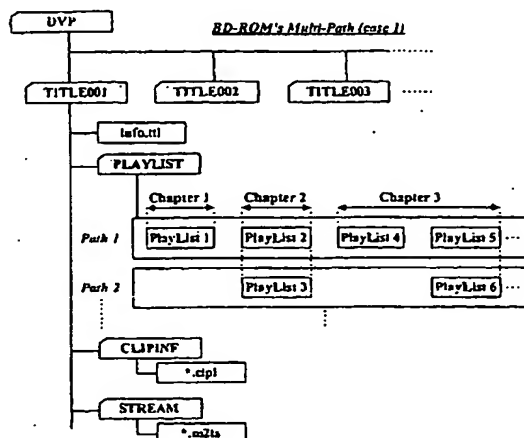 DVP
BD-ROM's Multi-Path (case 1)
TITLE001 TITLE002 TITLE003
info.ttl
PLAYLIST
Chapter 1 Chapter 2 Chapter 3
Path 1 PlayList 1 PlayList 2 PlayList 4 PlayList 5
Path 2 PlayList 3 PlayList 6
CLIPINF
*.clpi
STREAM
*.m2ts